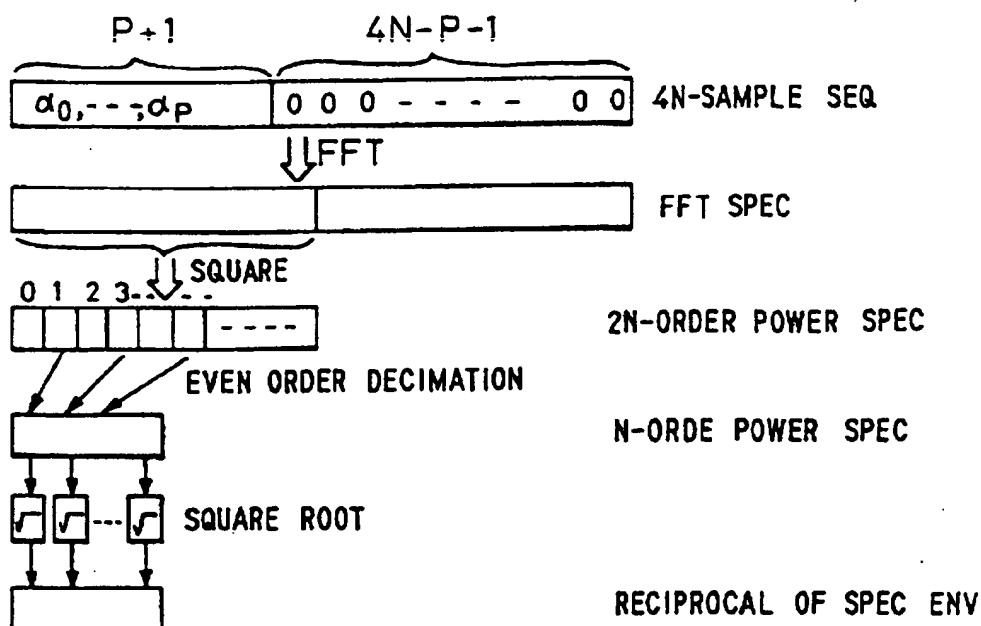 P+1 4N-P-1
α0,---,αP 0 0 0 - - - - 0 0 4N-SAMPLE SEQ
FFT
FFT SPEC
SQUARE
0 1 2 3-- - -
---- 2N-ORDER POWER SPEC
EVEN ORDER DECIMATION
N-ORDE POWER SPEC
√ √ --- √ SQUARE ROOT
RECIPROCAL OF SPEC ENV